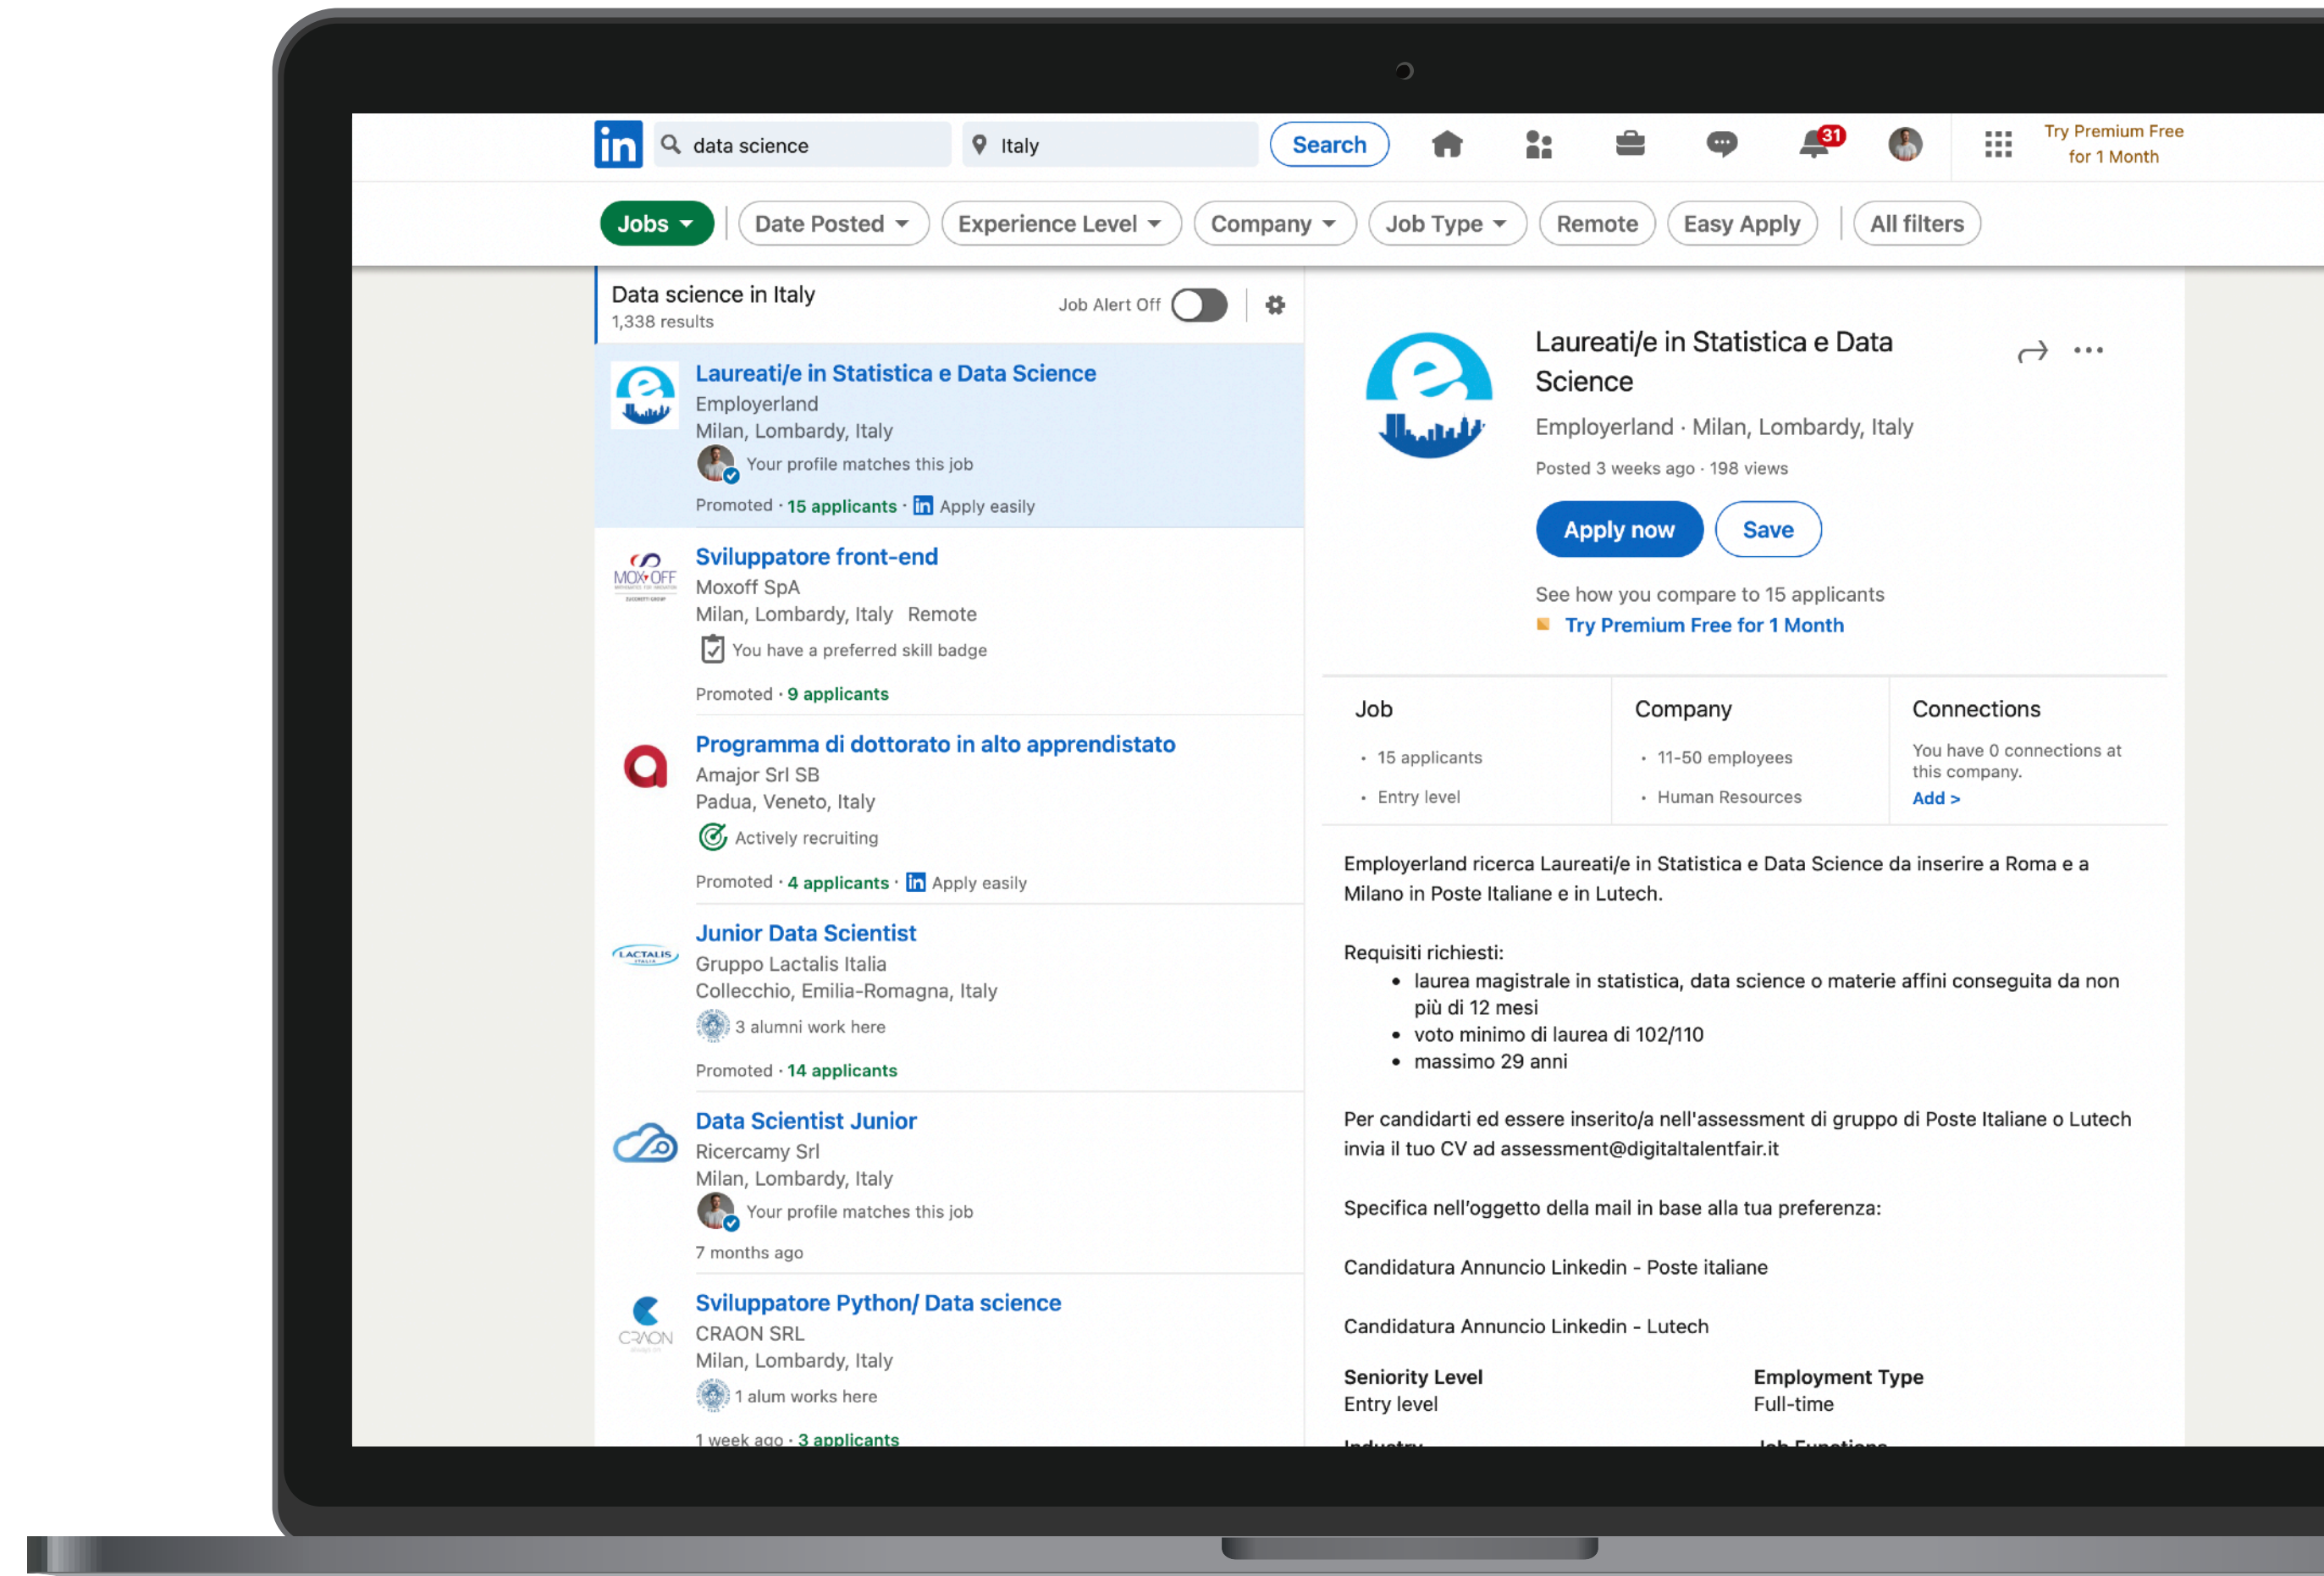 in
data science
Italy
Search
31
Try Premium Free
for 1 Month
Jobs
Date Posted
Experience Level
Company
Job Type
Remote
Easy Apply
All filters
Data science in Italy
1,338 results
Job Alert Off
Laureati/e in Statistica e Data Science
Employerland
Milan, Lombardy, Italy
Your profile matches this job
Promoted · 15 applicants · in Apply easily
MOXOFF
ZUCCHETTI GROUP
Sviluppatore front-end
Moxoff SpA
Milan, Lombardy, Italy Remote
You have a preferred skill badge
Promoted · 9 applicants
Programma di dottorato in alto apprendistato
Amajor Srl SB
Padua, Veneto, Italy
Actively recruiting
Promoted · 4 applicants · in Apply easily
LACTALIS
ITALIA
Junior Data Scientist
Gruppo Lactalis Italia
Collecchio, Emilia-Romagna, Italy
3 alumni work here
Promoted · 14 applicants
Data Scientist Junior
Ricercamy Srl
Milan, Lombardy, Italy
Your profile matches this job
7 months ago
CRAON
Sviluppatore Python/ Data science
CRAON SRL
Milan, Lombardy, Italy
1 alum works here
1 week ago · 3 applicants
Laureati/e in Statistica e Data
Science
Employerland · Milan, Lombardy, Italy
Posted 3 weeks ago · 198 views
Apply now
Save
See how you compare to 15 applicants
Try Premium Free for 1 Month
Job
• 15 applicants
• Entry level
Company
• 11-50 employees
• Human Resources
Connections
You have 0 connections at
this company.
Add >
Employerland ricerca Laureati/e in Statistica e Data Science da inserire a Roma e a
Milano in Poste Italiane e in Lutech.
Requisiti richiesti:
• laurea magistrale in statistica, data science o materie affini conseguita da non
più di 12 mesi
• voto minimo di laurea di 102/110
• massimo 29 anni
Per candidarti ed essere inserito/a nell'assessment di gruppo di Poste Italiane o Lutech
invia il tuo CV ad assessment@digitaltalentfair.it
Specifica nell'oggetto della mail in base alla tua preferenza:
Candidatura Annuncio Linkedin - Poste italiane
Candidatura Annuncio Linkedin - Lutech
Seniority Level
Entry level
Employment Type
Full-time
Industry
Job Functions